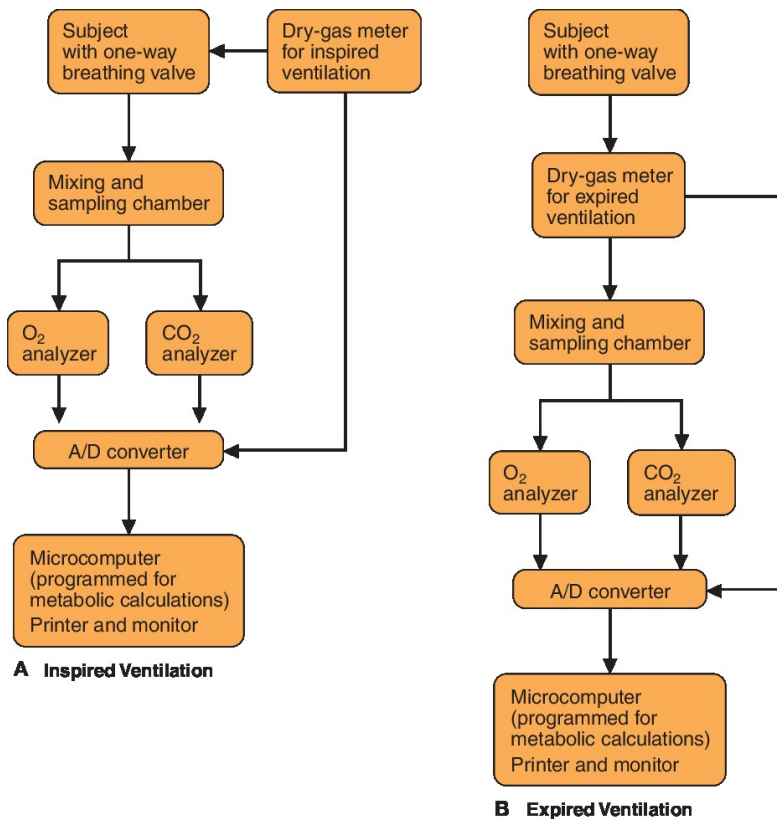 Subject
with one-way
breathing valve
Dry-gas meter
for inspired
ventilation
Mixing and
sampling chamber
O₂
analyzer
CO₂
analyzer
A/D converter
Microcomputer
(programmed for
metabolic calculations)
Printer and monitor
A Inspired Ventilation
Subject
with one-way
breathing valve
Dry-gas meter
for expired
ventilation
Mixing and
sampling chamber
O₂
analyzer
CO₂
analyzer
A/D converter
Microcomputer
(programmed for
metabolic calculations)
Printer and monitor
B Expired Ventilation